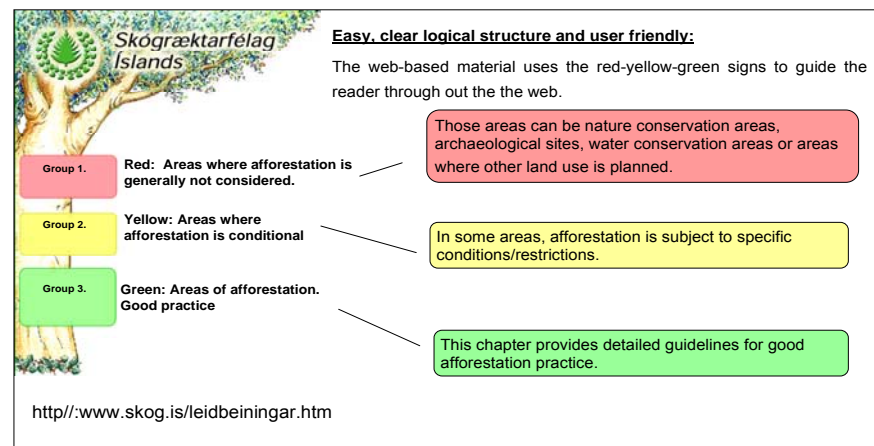 Skógræktarfélag
Íslands
Easy, clear logical structure and user friendly:
The web-based material uses the red-yellow-green signs to guide the
reader through out the the web.
Group 1.
Red: Areas where afforestation is
generally not considered.
Those areas can be nature conservation areas,
archaeological sites, water conservation areas or areas
where other land use is planned.
Group 2.
Yellow: Areas where
afforestation is conditional
In some areas, afforestation is subject to specific
conditions/restrictions.
Group 3.
Green: Areas of afforestation.
Good practice
This chapter provides detailed guidelines for good
afforestation practice.
http//:www.skog.is/leidbeiningar.htm